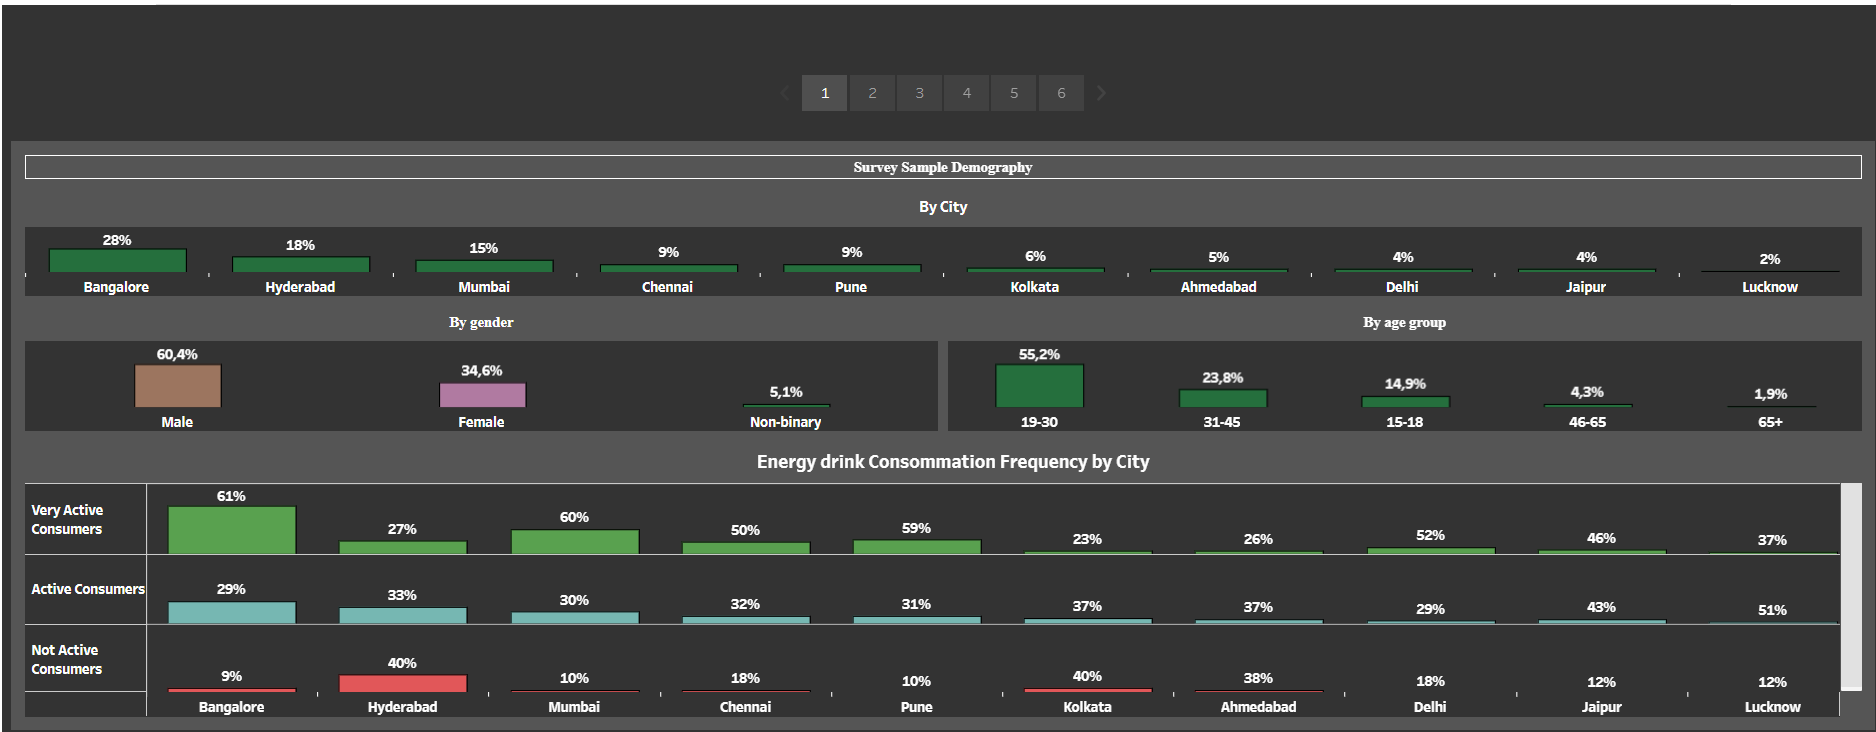 1 2 3 4 5 6
Survey Sample Demography
By City
28% 18% 15% 9% 9% 6% 5% 4% 4% 2%
Bangalore Hyderabad Mumbai Chennai Pune Kolkata Ahmedabad Delhi Jaipur Lucknow
By gender
60,4% 34,6% 5,1%
Male Female Non-binary
By age group
55,2% 23,8% 14,9% 4,3% 1,9%
19-30 31-45 15-18 46-65 65+
Energy drink Consommation Frequency by City
Very Active
Consumers
61% 27% 60% 50% 59% 23% 26% 52% 46% 37%
Active Consumers
29% 33% 30% 32% 31% 37% 37% 29% 43% 51%
Not Active
Consumers
9% 40% 10% 18% 10% 40% 38% 18% 12% 12%
Bangalore Hyderabad Mumbai Chennai Pune Kolkata Ahmedabad Delhi Jaipur Lucknow